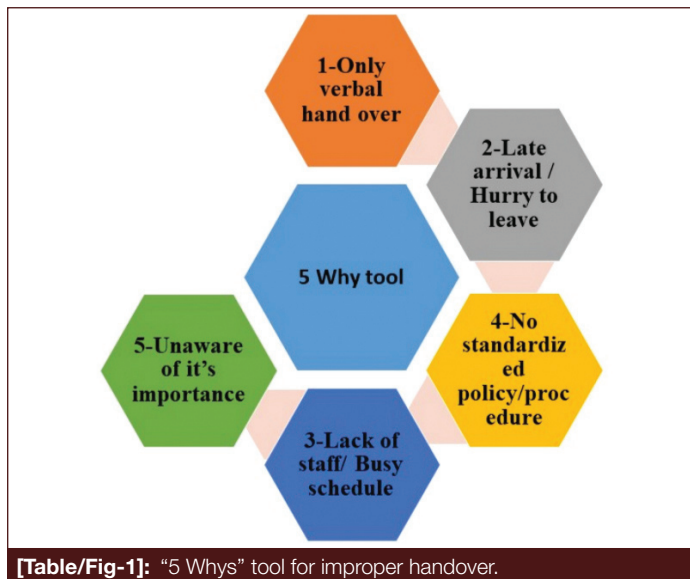 1-Only
verbal
hand over
2-Late
arrival /
Hurry to
leave
5 Why tool
4-No
standardiz
ed
policy/proc
edure
5-Unaware
of it's
importance
3-Lack of
staff/ Busy
schedule
[Table/Fig-1]: "5 Whys" tool for improper handover.